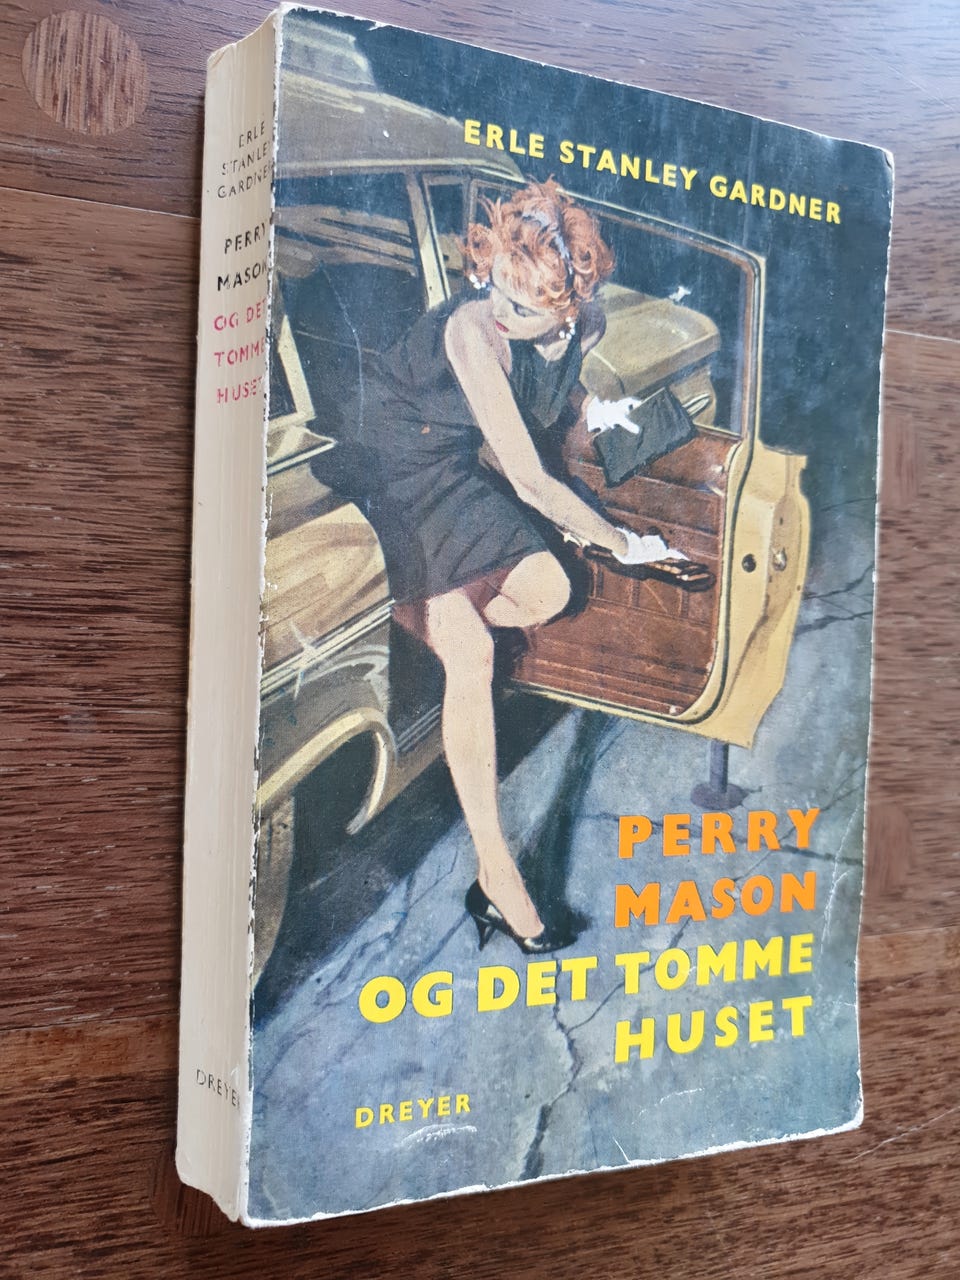 ERLE
STANLEY
GARDNER
PERRY
MASON
OG DET
TOMME
HUSET
DREYER
ERLE STANLEY GARDNER
PERRY
MASON
OG DET TOMME
HUSET
DREYER